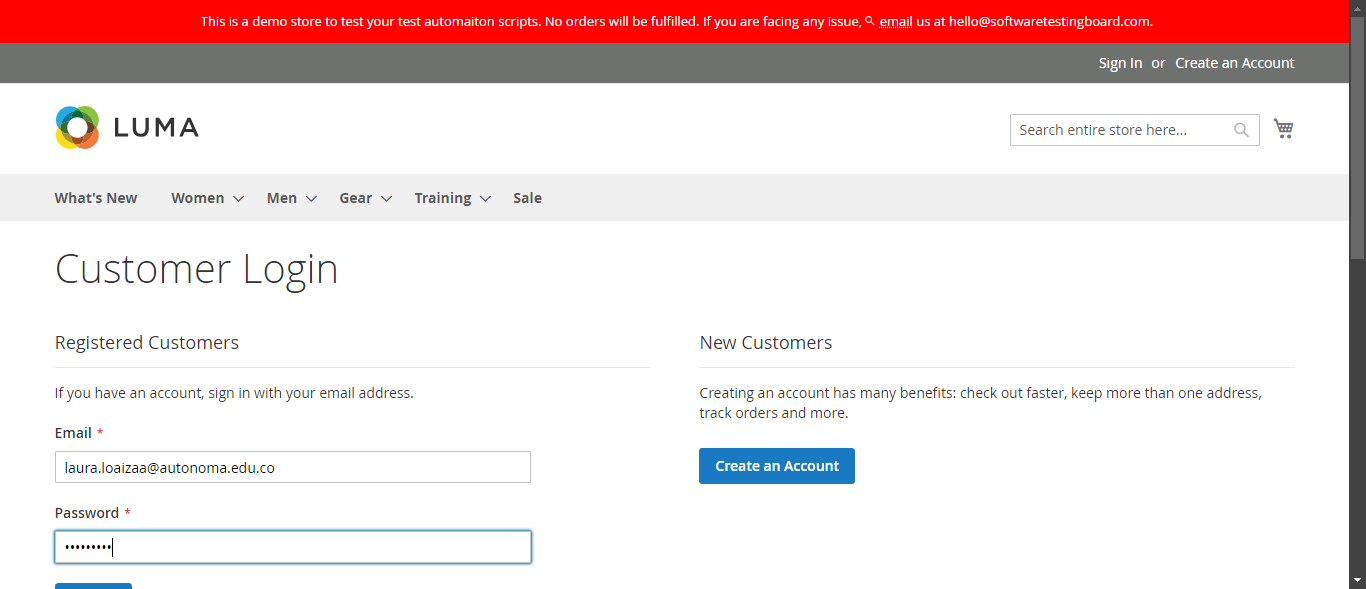 This is a demo store to test your test automaiton scripts. No orders will be fulfilled. If you are facing any issue, email us at hello@softwaretestingboard.com.
Sign In or Create an Account
LUMA
Search entire store here...
What's New Women Men Gear Training Sale
Customer Login
Registered Customers
If you have an account, sign in with your email address.
Email *
laura.loaizaa@autonoma.edu.co
Password *
•••••••••
New Customers
Creating an account has many benefits: check out faster, keep more than one address,
track orders and more.
Create an Account